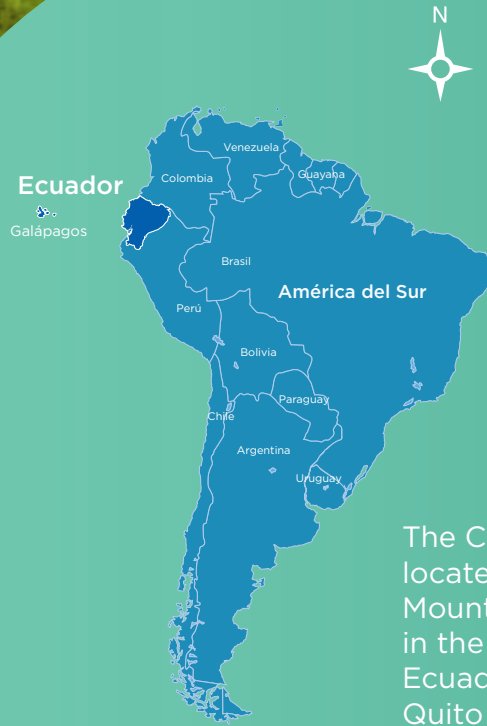 N
Venezuela
Colombia
Guayana
Ecuador
Galápagos
Brasil
América del Sur
Perú
Bolivia
Paraguay
Chile
Argentina
Uruguay
The C
locate
Mount
in the
Ecuad
Quito